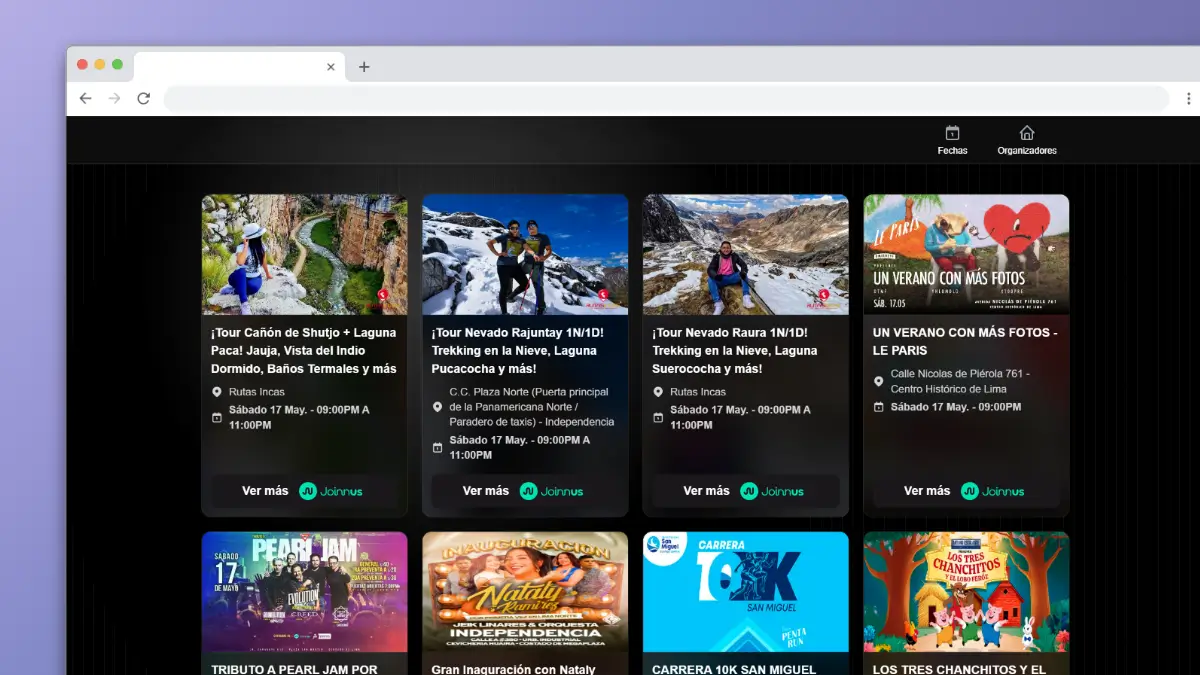 Fechas
Organizadores
LE PARIS
UN VERANO CON MÁS FOTOS
SÁB. 17.05
¡Tour Cañón de Shutjo + Laguna
Paca! Jauja, Vista del Indio
Dormido, Baños Termales y más
Rutas Incas
Sábado 17 May. - 09:00PM A
11:00PM
Ver más
Joinnus
¡Tour Nevado Rajuntay 1N/1D!
Trekking en la Nieve, Laguna
Pucacocha y más!
C.C. Plaza Norte (Puerta principal
de la Panamericana Norte /
Paradero de taxis) - Independencia
Sábado 17 May. - 09:00PM A
11:00PM
Ver más
Joinnus
¡Tour Nevado Raura 1N/1D!
Trekking en la Nieve, Laguna
Suerococha y más!
Rutas Incas
Sábado 17 May. - 09:00PM A
11:00PM
Ver más
Joinnus
UN VERANO CON MÁS FOTOS -
LE PARIS
Calle Nicolas de Piérola 761 -
Centro Histórico de Lima
Sábado 17 May. - 09:00PM
Ver más
Joinnus
SABADO
17
DE MAYO
PEARL JAM
EVOLUTION
TRIBUTO A PEARL JAM POR
INAUGURACION
Nataly
Ramirez
JEIK LINARES & ORQUESTA
INDEPENDENCIA
Gran Inaguración con Nataly
San
Miguel
CARRERA
10K
SAN MIGUEL
PENTA
RUN
CARRERA 10K SAN MIGUEL
LOS TRES
CHANCHITOS
Y EL LOBO FERÓZ
LOS TRES CHANCHITOS Y EL